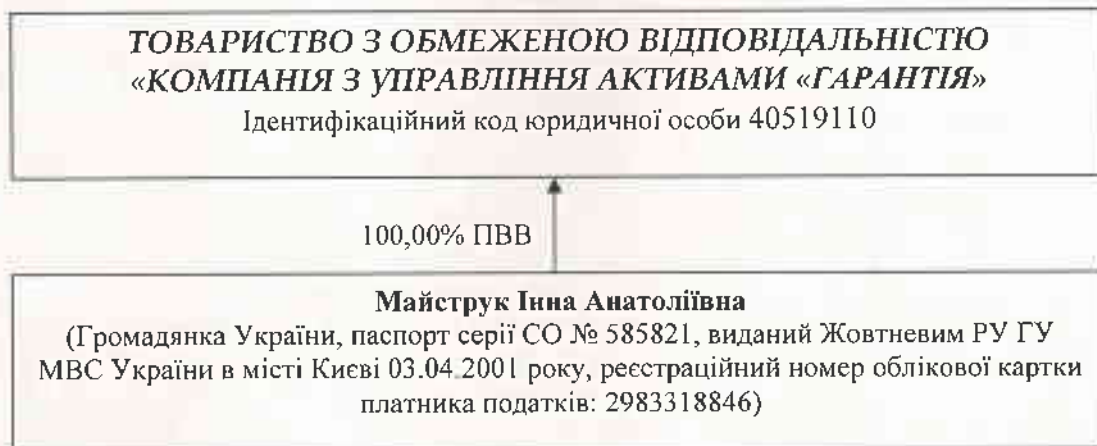 ТОВАРИСТВО З ОБМЕЖЕНОЮ ВІДПОВІДАЛЬНІСТЮ
«КОМПАНІЯ З УПРАВЛІННЯ АКТИВАМИ «ГАРАНТІЯ»
Ідентифікаційний код юридичної особи 40519110
100,00% ПВВ
Майструк Інна Анатоліївна
(Громадянка України, паспорт серії СО № 585821, виданий Жовтневим РУ ГУ
МВС України в місті Києві 03.04.2001 року, реєстраційний номер облікової картки
платника податків: 2983318846)